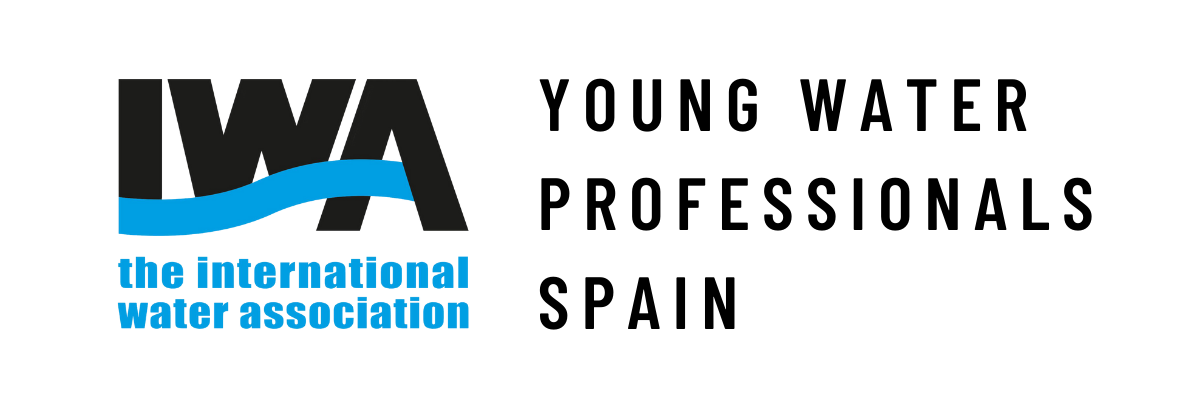 IWA
the international
water association
YOUNG WATER
PROFESSIONALS
SPAIN